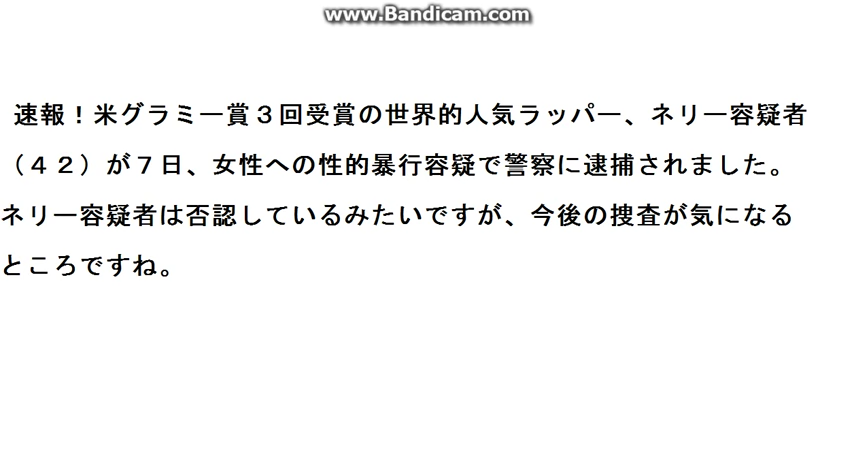 www.Bandicam.com
速報！米グラミー賞３回受賞の世界的人気ラッパー、ネリー容疑者
（４２）が７日、女性への性的暴行容疑で警察に逮捕されました。
ネリー容疑者は否認しているみたいですが、今後の捜査が気になる
ところですね。